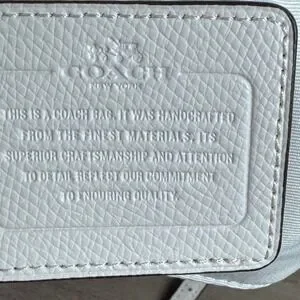 COACH
NEW YORK
THIS IS A COACH BAG. IT WAS HANDCRAFTED
FROM THE FINEST MATERIALS. ITS
SUPERIOR CRAFTSMANSHIP AND ATTENTION
TO DETAIL REFLECT OUR COMMITMENT
TO ENDURING QUALITY.